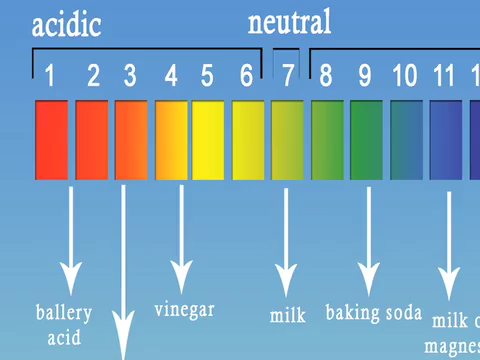 acidic
neutral
1 2 3 4 5 6 7 8 9 10 11
ballery
acid
vinegar
milk
baking soda
milk